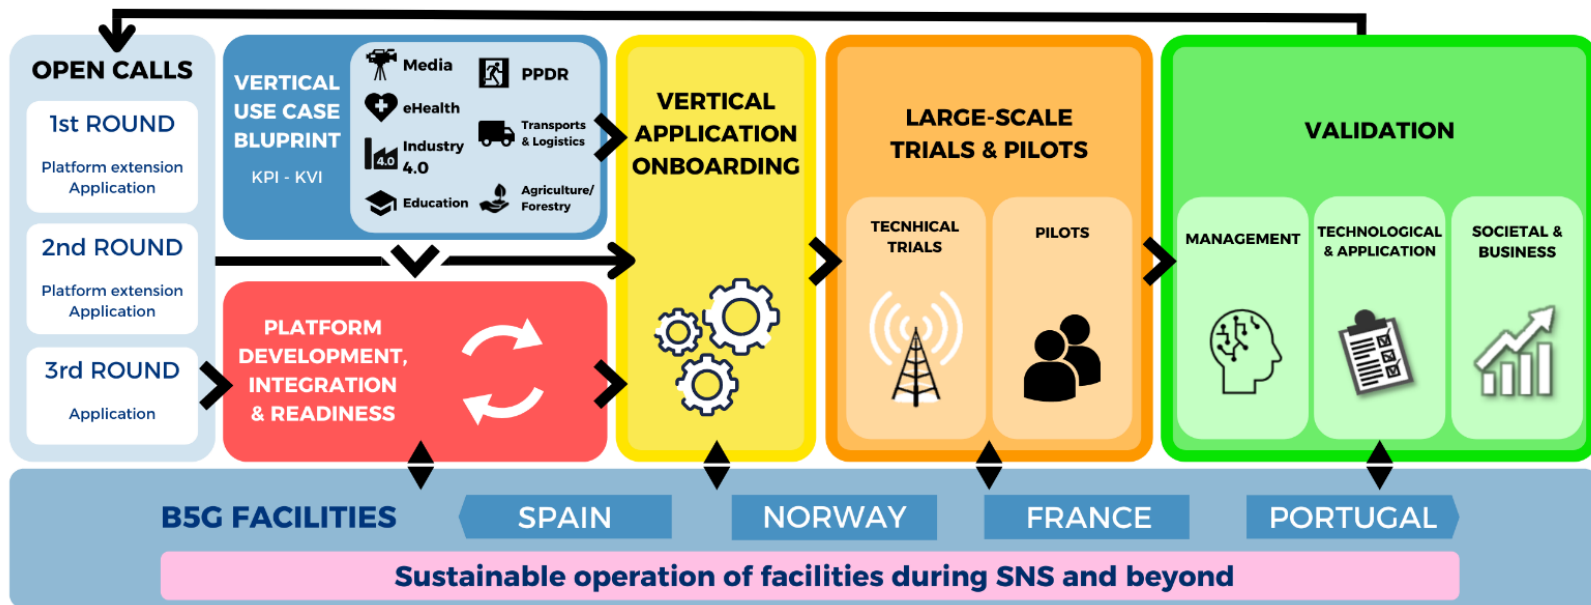 OPEN CALLS
1st ROUND
Platform extension
Application
2nd ROUND
Platform extension
Application
3rd ROUND
Application
VERTICAL
USE CASE
BLUPRINT
KPI - KVI
Media
eHealth
4.0
Industry
4.0
Education
PPDR
Transports
& Logistics
Agriculture/
Forestry
PLATFORM
DEVELOPMENT,
INTEGRATION
& READINESS
VERTICAL
APPLICATION
ONBOARDING
LARGE-SCALE
TRIALS & PILOTS
TECNHICAL
TRIALS
PILOTS
VALIDATION
MANAGEMENT
TECHNOLOGICAL
& APPLICATION
SOCIETAL &
BUSINESS
B5G FACILITIES
SPAIN
NORWAY
FRANCE
PORTUGAL
Sustainable operation of facilities during SNS and beyond